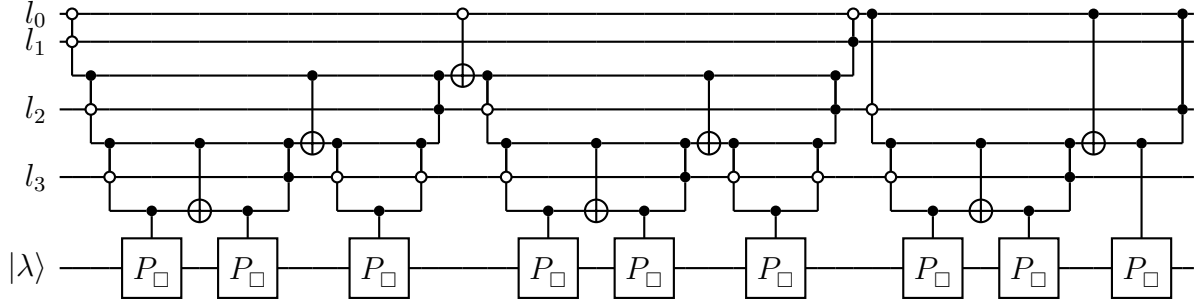 l₀
l₁
l₂
l₃
|λ⟩ P□ P□ P□ P□ P□ P□ P□ P□ P□